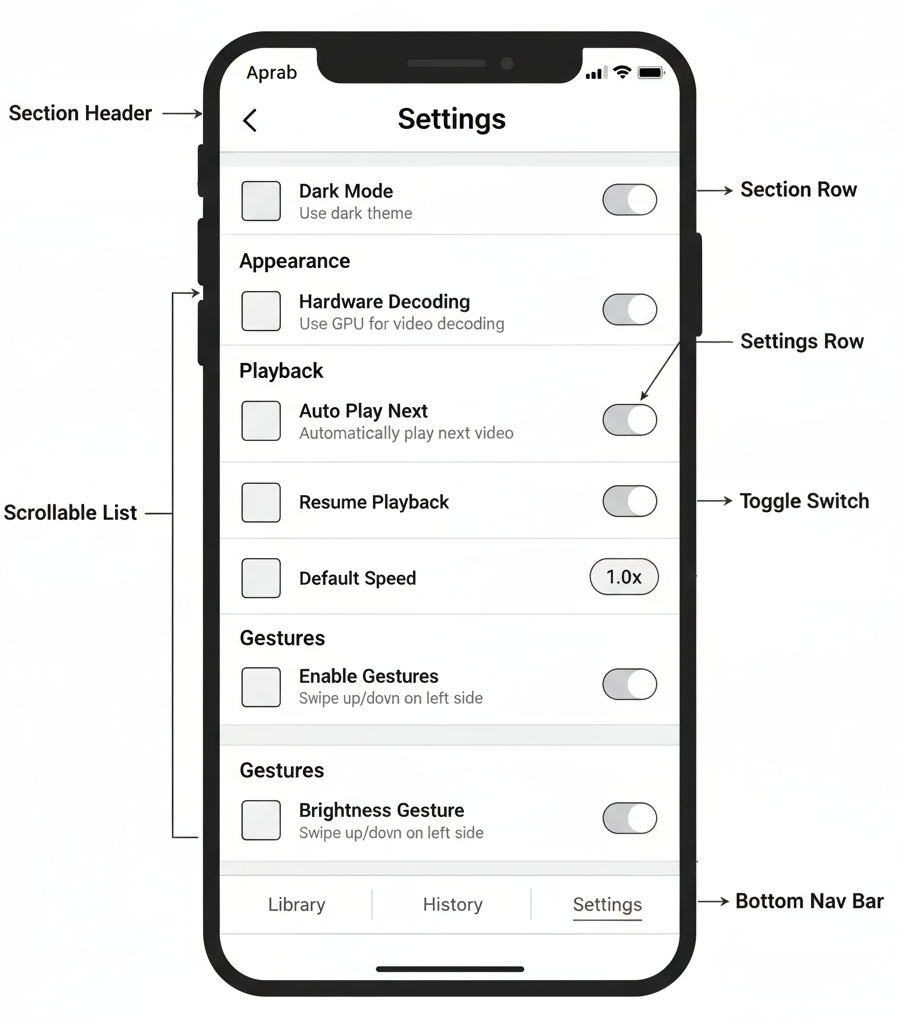 Aprab
Section Header
Settings
Dark Mode
Use dark theme
Section Row
Appearance
Hardware Decoding
Use GPU for video decoding
Settings Row
Playback
Auto Play Next
Automatically play next video
Scrollable List
Resume Playback
Toggle Switch
Default Speed
1.0x
Gestures
Enable Gestures
Swipe up/dovn on left side
Gestures
Brightness Gesture
Swipe up/dovn on left side
Library
History
Settings
Bottom Nav Bar